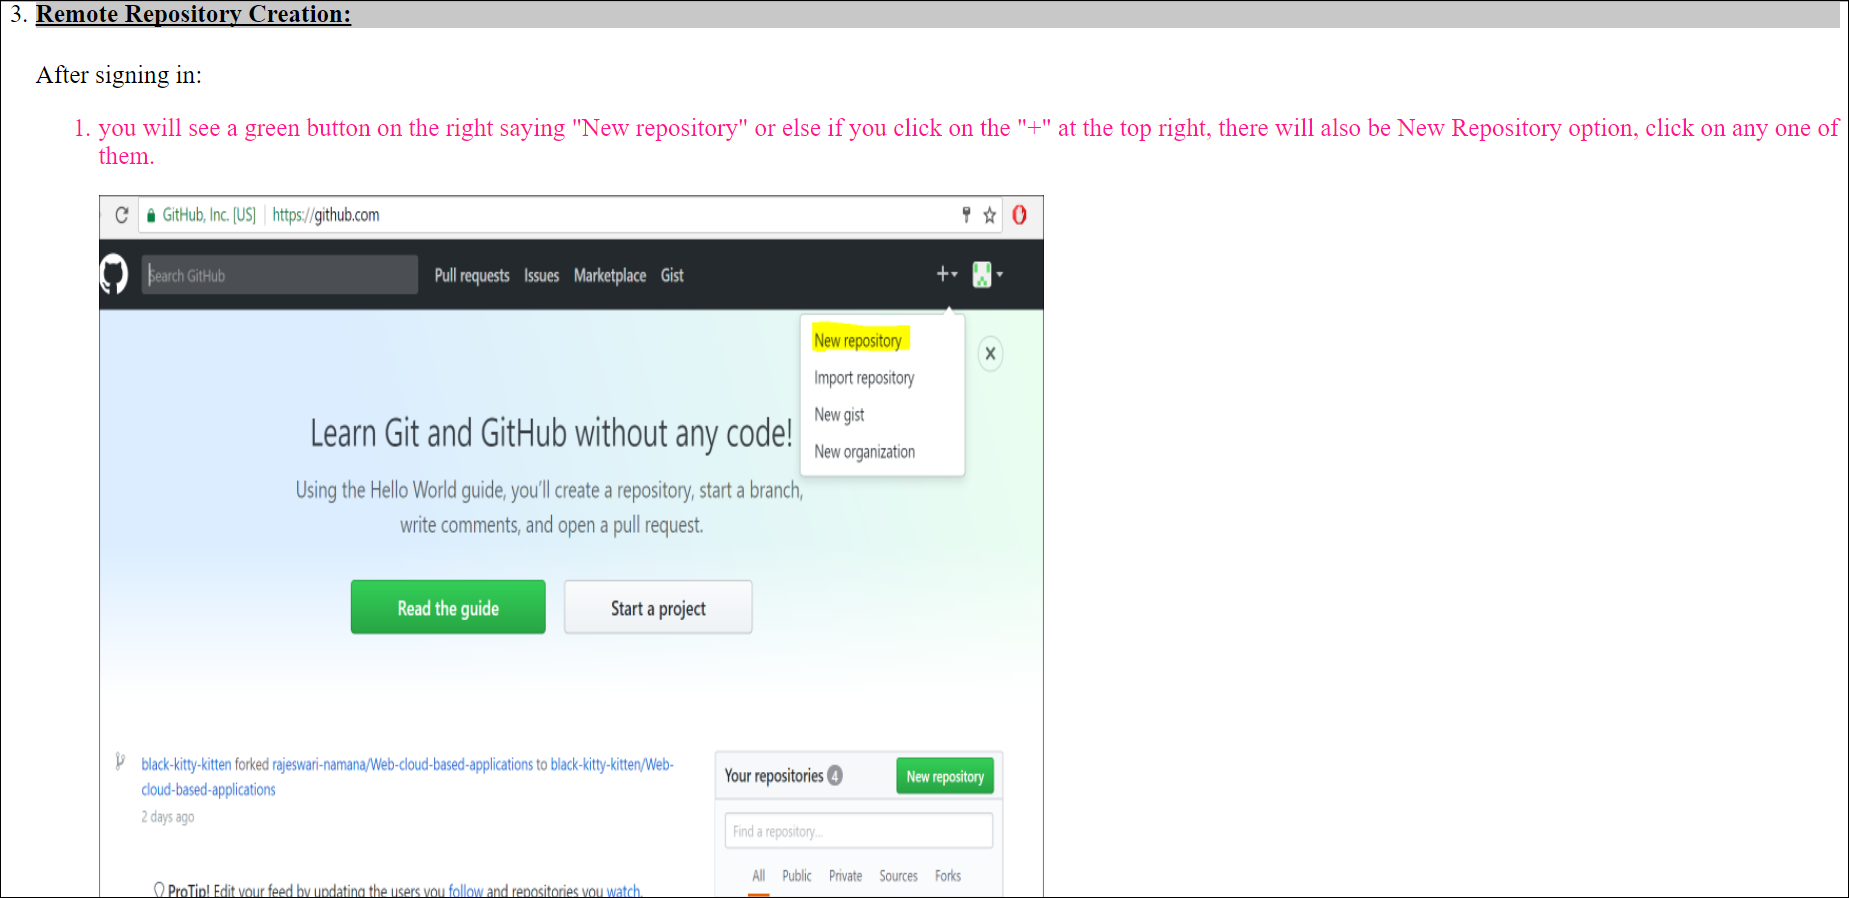 3. Remote Repository Creation:
After signing in:
1. you will see a green button on the right saying "New repository" or else if you click on the "+" at the top right, there will also be New Repository option, click on any one of
them.
GitHub, Inc. [US] https://github.com
Search GitHub Pull requests Issues Marketplace Gist
New repository
Import repository
New gist
New organization
Learn Git and GitHub without any code!
Using the Hello World guide, you'll create a repository, start a branch,
write comments, and open a pull request.
Read the guide Start a project
black-kitty-kitten forked rajeswari-namana/Web-cloud-based-applications to black-kitty-kitten/Web-
cloud-based-applications
2 days ago
Your repositories 4 New repository
Find a repository...
All Public Private Sources Forks
ProTip! Edit your feed by updating the users you follow and repositories you watch.